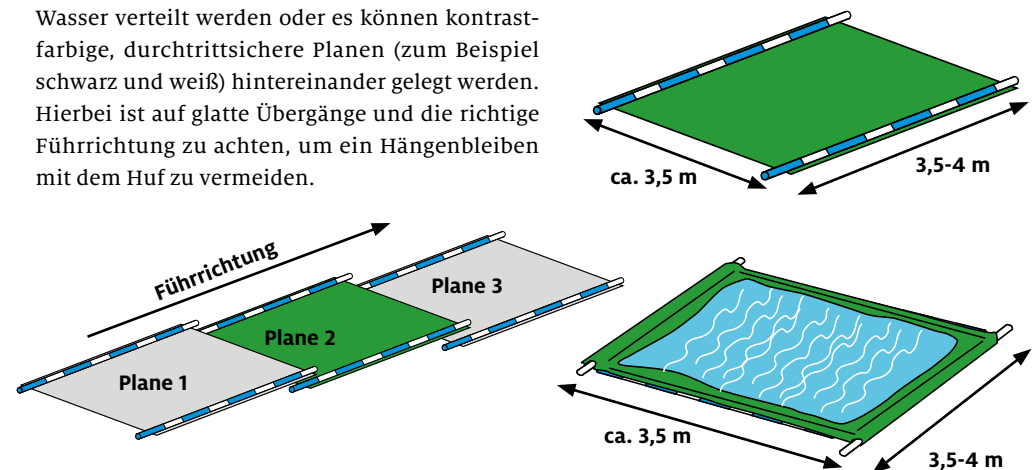 Wasser verteilt werden oder es können kontrast-
farbige, durchtrittsichere Planen (zum Beispiel
schwarz und weiß) hintereinander gelegt werden.
Hierbei ist auf glatte Übergänge und die richtige
Führrichtung zu achten, um ein Hängenbleiben
mit dem Huf zu vermeiden.
ca. 3,5 m
3,5-4 m
Führrichtung
Plane 1
Plane 2
Plane 3
ca. 3,5 m
3,5-4 m